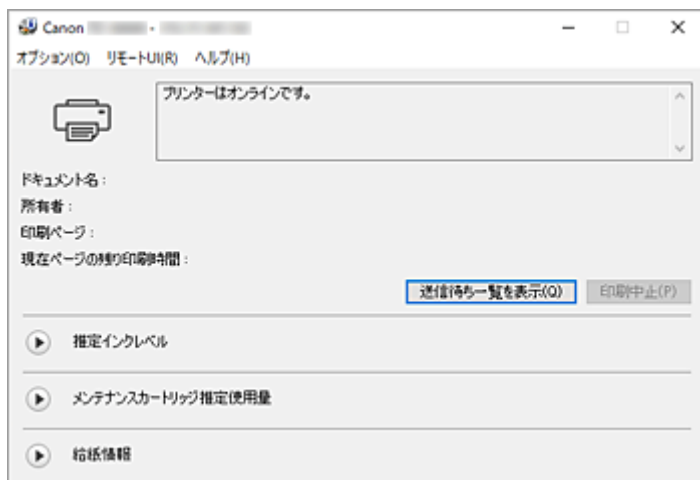 Canon -
オプション(O) リモートUI(R) ヘルプ(H)
プリンターはオンラインです。
ドキュメント名:
所有者:
印刷ページ:
現在ページの残り印刷時間:
送信待ち一覧を表示(Q) 印刷中止(P)
推定インクレベル
メンテナンスカートリッジ推定使用量
給紙情報